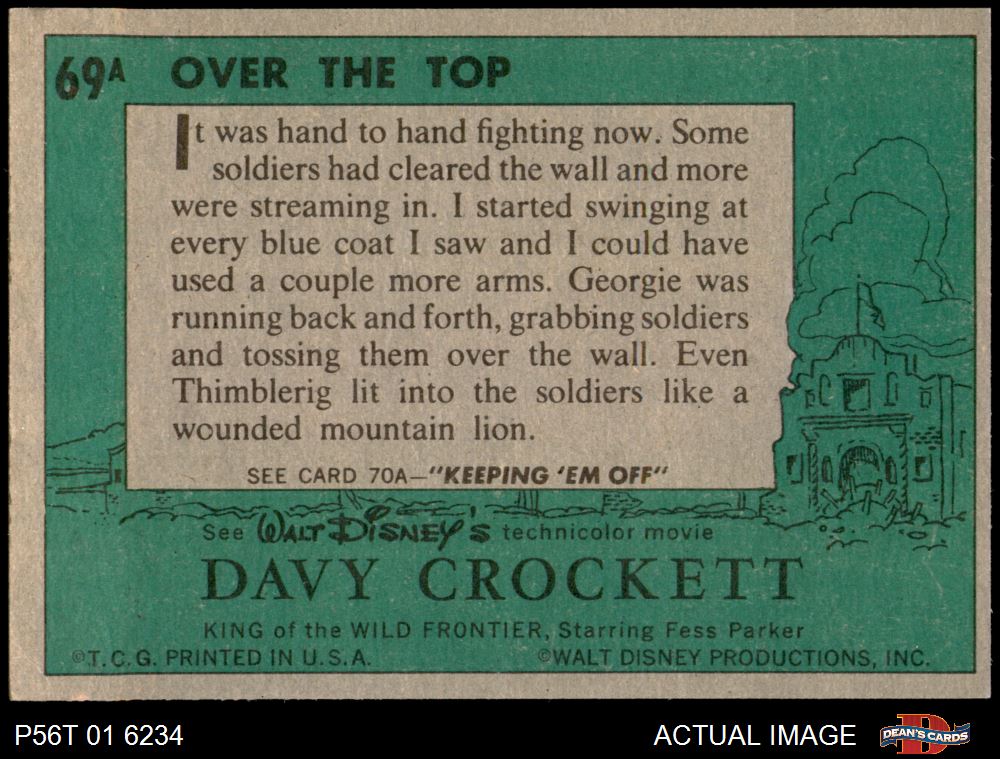 69A OVER THE TOP
It was hand to hand fighting now. Some
soldiers had cleared the wall and more
were streaming in. I started swinging at
every blue coat I saw and I could have
used a couple more arms. Georgie was
running back and forth, grabbing soldiers
and tossing them over the wall. Even
Thimblerig lit into the soldiers like a
wounded mountain lion.
SEE CARD 70A—"KEEPING 'EM OFF"
See WALT DISNEY'S technicolor movie
DAVY CROCKETT
KING of the WILD FRONTIER, Starring Fess Parker
©T.C.G. PRINTED IN U.S.A. ©WALT DISNEY PRODUCTIONS, INC.
P56T 01 6234 ACTUAL IMAGE DEAN'S CARDS